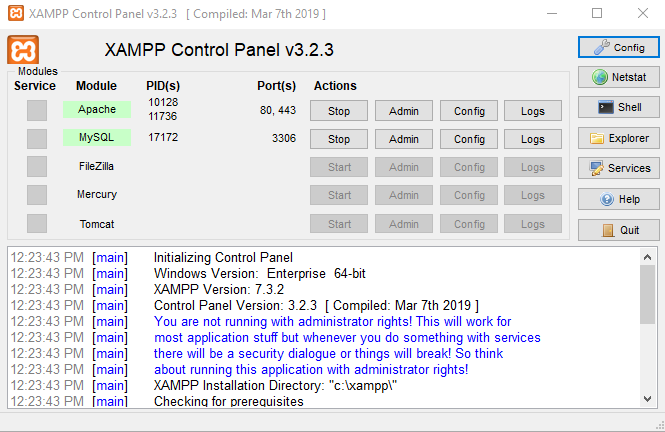 XAMPP Control Panel v3.2.3 [ Compiled: Mar 7th 2019 ]
XAMPP Control Panel v3.2.3
Config
Modules
Service Module PID(s) Port(s) Actions
Netstat
Apache 10128 11736 80, 443 Stop Admin Config Logs
Shell
MySQL 17172 3306 Stop Admin Config Logs
Explorer
FileZilla Start Admin Config Logs
Services
Mercury Start Admin Config Logs
Help
Tomcat Start Admin Config Logs
Quit
12:23:43 PM [main] Initializing Control Panel
12:23:43 PM [main] Windows Version: Enterprise 64-bit
12:23:43 PM [main] XAMPP Version: 7.3.2
12:23:43 PM [main] Control Panel Version: 3.2.3 [ Compiled: Mar 7th 2019 ]
12:23:43 PM [main] You are not running with administrator rights! This will work for
12:23:43 PM [main] most application stuff but whenever you do something with services
12:23:43 PM [main] there will be a security dialogue or things will break! So think
12:23:43 PM [main] about running this application with administrator rights!
12:23:43 PM [main] XAMPP Installation Directory: "c:\xampp\"
12:23:43 PM [main] Checking for prerequisites